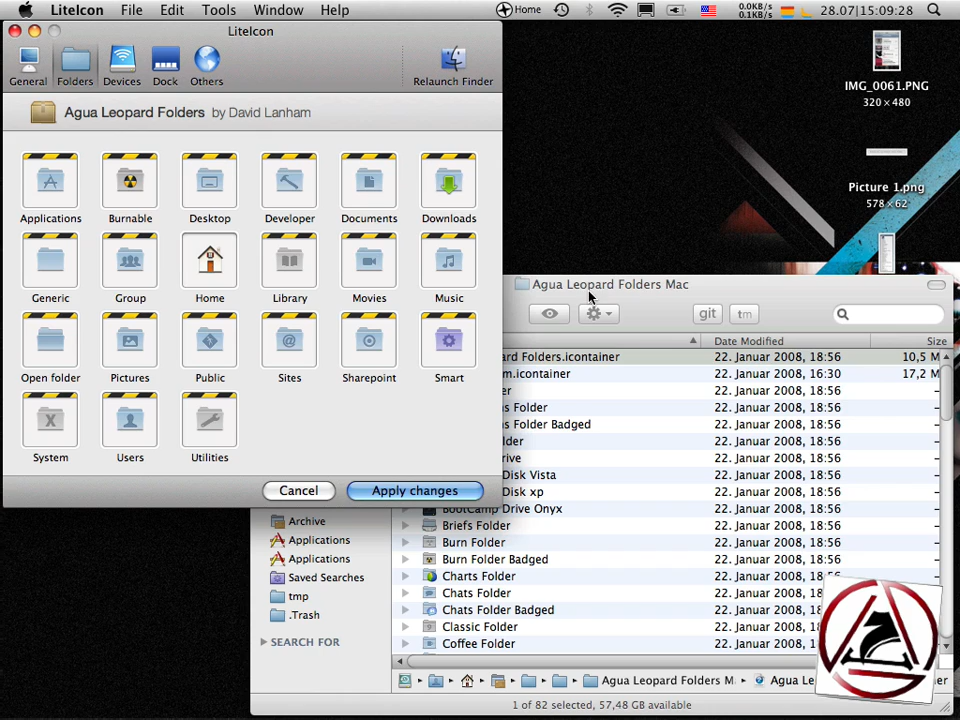 LiteIcon File Edit Tools Window Help Home 0.0KB/s 0.1KB/s 28.07|15:09:28
LiteIcon
General Folders Devices Dock Others Relaunch Finder
Agua Leopard Folders by David Lanham
Applications Burnable Desktop Developer Documents Downloads
Generic Group Home Library Movies Music
Open folder Pictures Public Sites Sharepoint Smart
System Users Utilities
Cancel Apply changes
IMG_0061.PNG
320 × 480
Picture 1.png
578 × 62
Agua Leopard Folders Mac
git tm
Date Modified Size
ard Folders.icontainer 22. Januar 2008, 18:56 10,5 M
m.icontainer 22. Januar 2008, 16:30 17,2 M
er 22. Januar 2008, 18:56 –
s Folder 22. Januar 2008, 18:56 –
s Folder Badged 22. Januar 2008, 18:56 –
lder 22. Januar 2008, 18:56 –
rive 22. Januar 2008, 18:56 –
Disk Vista 22. Januar 2008, 18:56 –
Disk xp 22. Januar 2008, 18:56 –
BootCamp Drive Onyx 22. Januar 2008, 18:56 –
Briefs Folder 22. Januar 2008, 18:56 –
Burn Folder 22. Januar 2008, 18:56 –
Burn Folder Badged 22. Januar 2008, 18:56 –
Charts Folder 22. Januar 2008, 18:56
Chats Folder 22. Januar 2008, 18:56
Chats Folder Badged 22. Januar 2008, 18:56
Classic Folder 22. Januar 2008, 18:56
Coffee Folder 22. Januar 2008, 18:56
Archive
Applications
Applications
Saved Searches
tmp
.Trash
SEARCH FOR
Agua Leopard Folders M Agua Le er
1 of 82 selected, 57,48 GB available